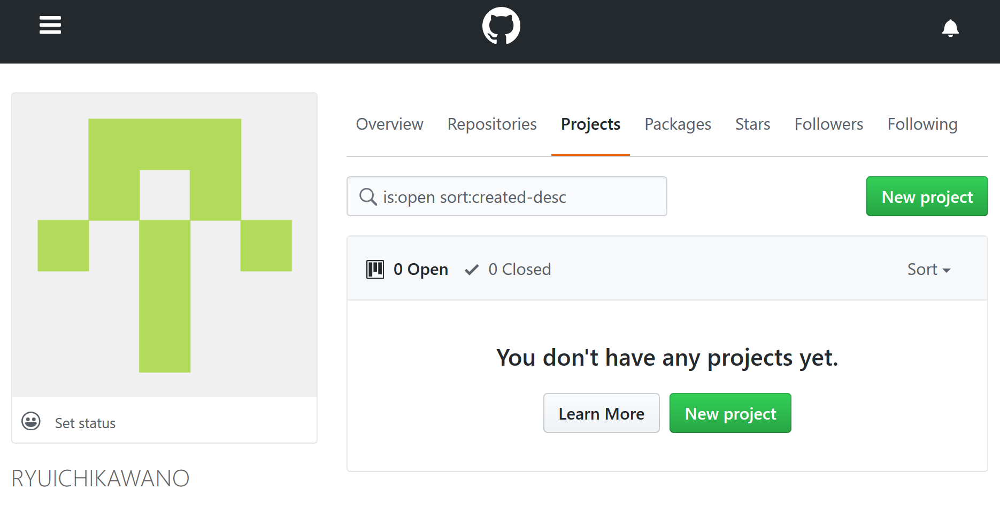 Overview Repositories Projects Packages Stars Followers Following
is:open sort:created-desc New project
0 Open 0 Closed Sort
You don't have any projects yet.
Learn More New project
Set status
RYUICHIKAWANO